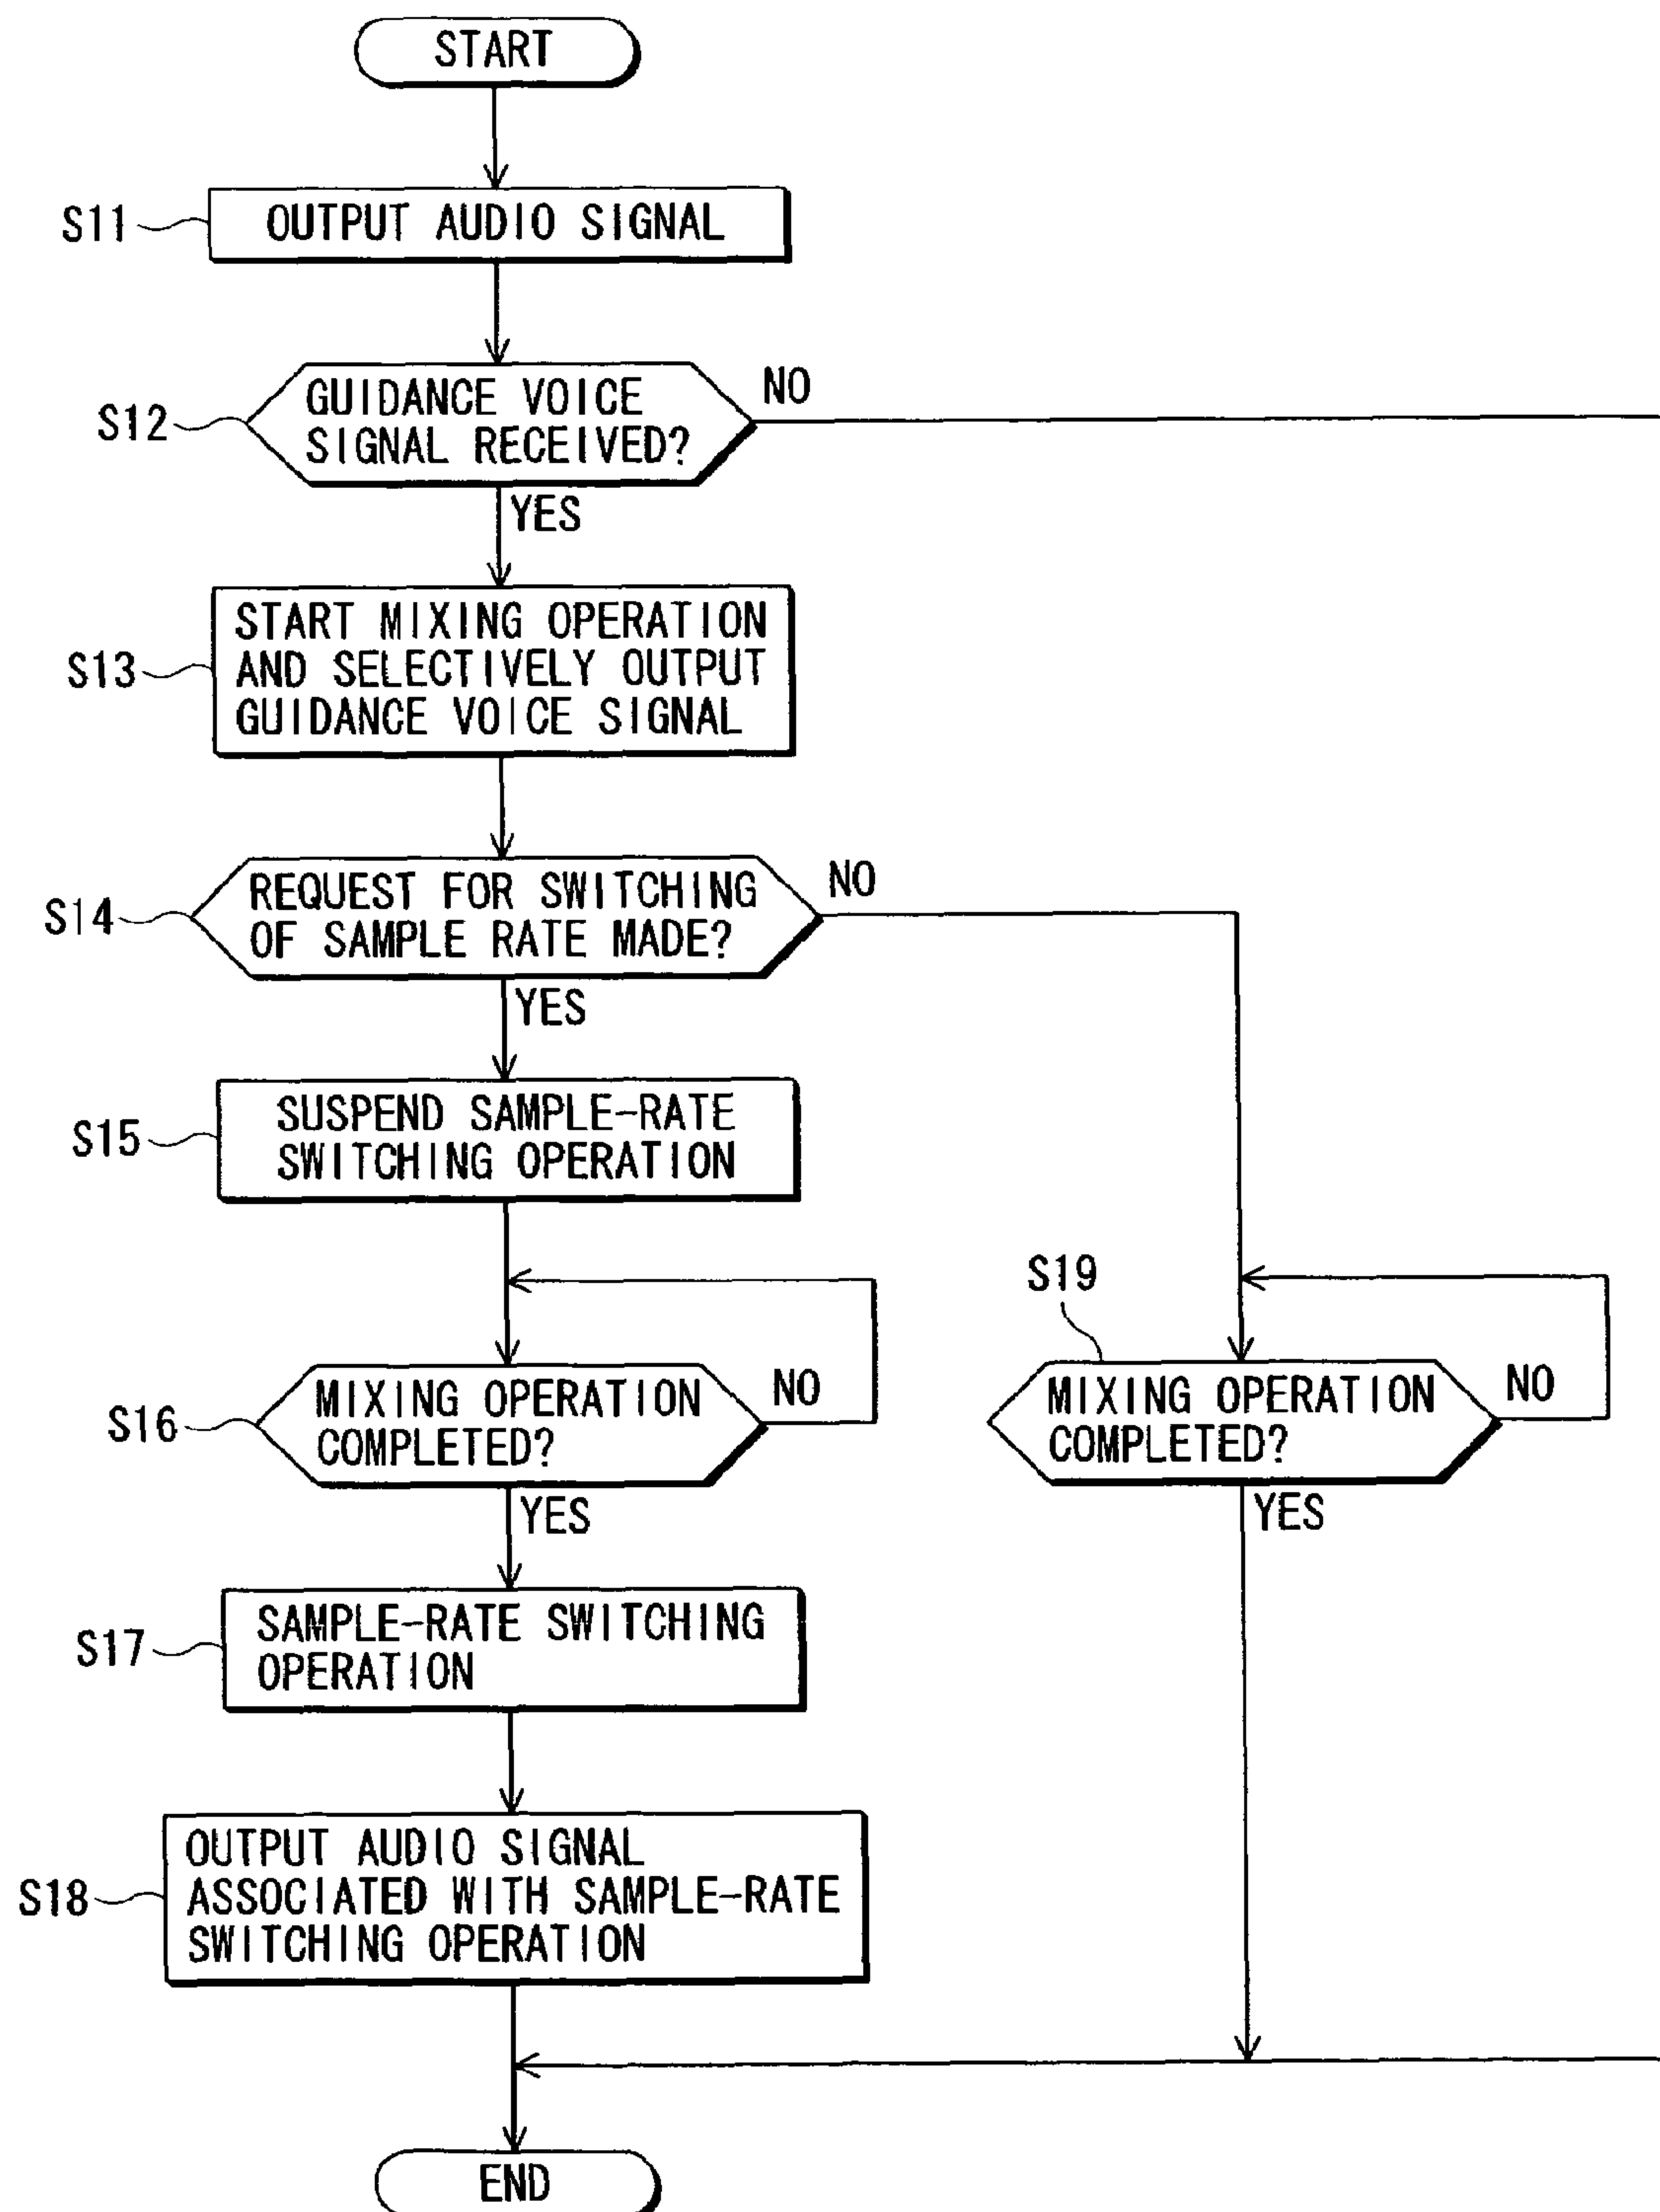 START
S11
OUTPUT AUDIO SIGNAL
S12
GUIDANCE VOICE
SIGNAL RECEIVED?
NO
YES
S13
START MIXING OPERATION
AND SELECTIVELY OUTPUT
GUIDANCE VOICE SIGNAL
S14
REQUEST FOR SWITCHING
OF SAMPLE RATE MADE?
NO
YES
S15
SUSPEND SAMPLE-RATE
SWITCHING OPERATION
S16
MIXING OPERATION
COMPLETED?
NO
YES
S19
MIXING OPERATION
COMPLETED?
NO
YES
S17
SAMPLE-RATE SWITCHING
OPERATION
S18
OUTPUT AUDIO SIGNAL
ASSOCIATED WITH SAMPLE-RATE
SWITCHING OPERATION
END